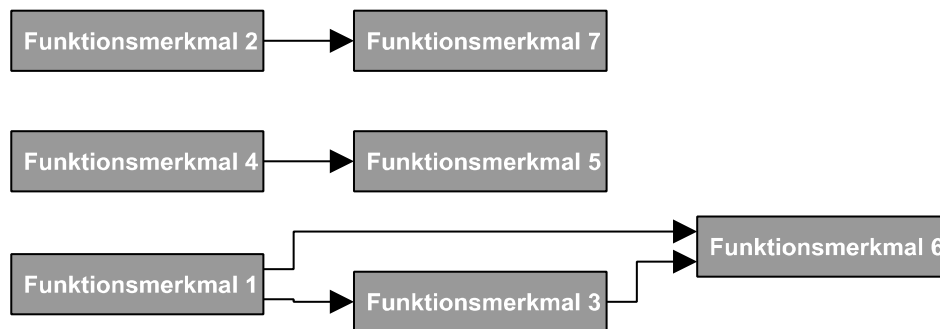 Funktionsmerkmal 2
Funktionsmerkmal 7
Funktionsmerkmal 4
Funktionsmerkmal 5
Funktionsmerkmal 1
Funktionsmerkmal 3
Funktionsmerkmal 6